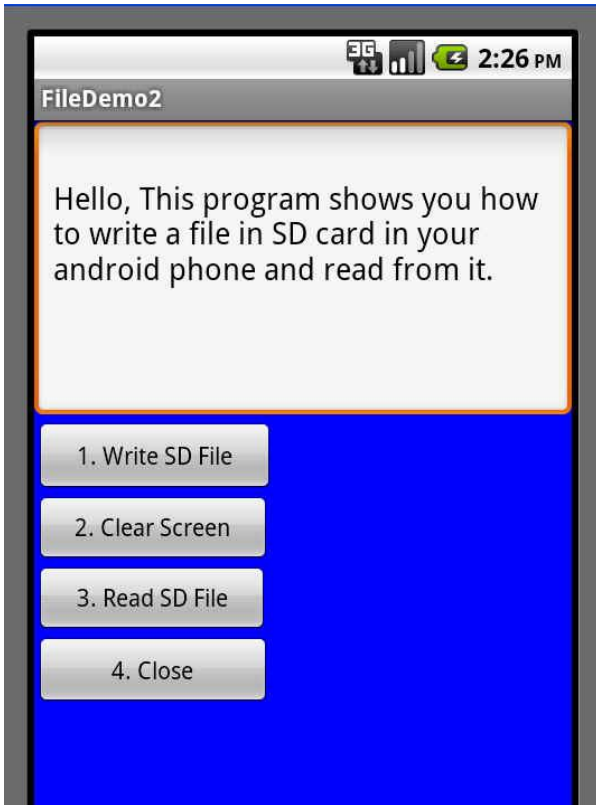 3G 2:26 PM
FileDemo2
Hello, This program shows you how
to write a file in SD card in your
android phone and read from it.
1. Write SD File
2. Clear Screen
3. Read SD File
4. Close